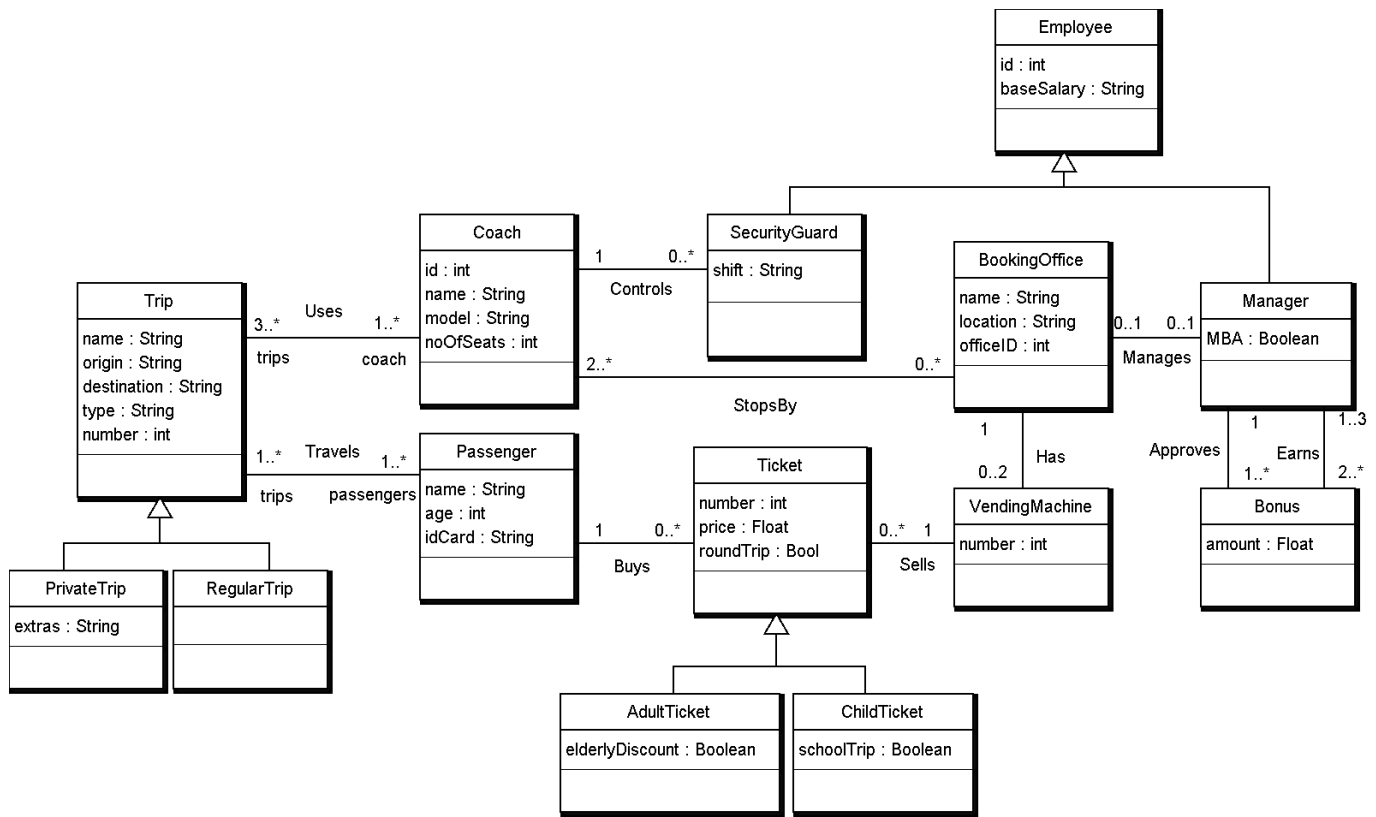 Employee
id : int
baseSalary : String
Coach
id : int
name : String
model : String
noOfSeats : int
1
0..*
Controls
SecurityGuard
shift : String
BookingOffice
name : String
location : String
officeID : int
0..1
0..1
Manages
Manager
MBA : Boolean
Trip
name : String
origin : String
destination : String
type : String
number : int
Uses
3..*
1..*
trips
coach
2..*
0..*
StopsBy
1
Has
0..2
1
Approves
1..*
1..3
Earns
2..*
Travels
1..*
1..*
trips
passengers
Passenger
name : String
age : int
idCard : String
1
0..*
Buys
Ticket
number : int
price : Float
roundTrip : Bool
0..*
1
Sells
VendingMachine
number : int
Bonus
amount : Float
PrivateTrip
extras : String
RegularTrip
AdultTicket
elderlyDiscount : Boolean
ChildTicket
schoolTrip : Boolean